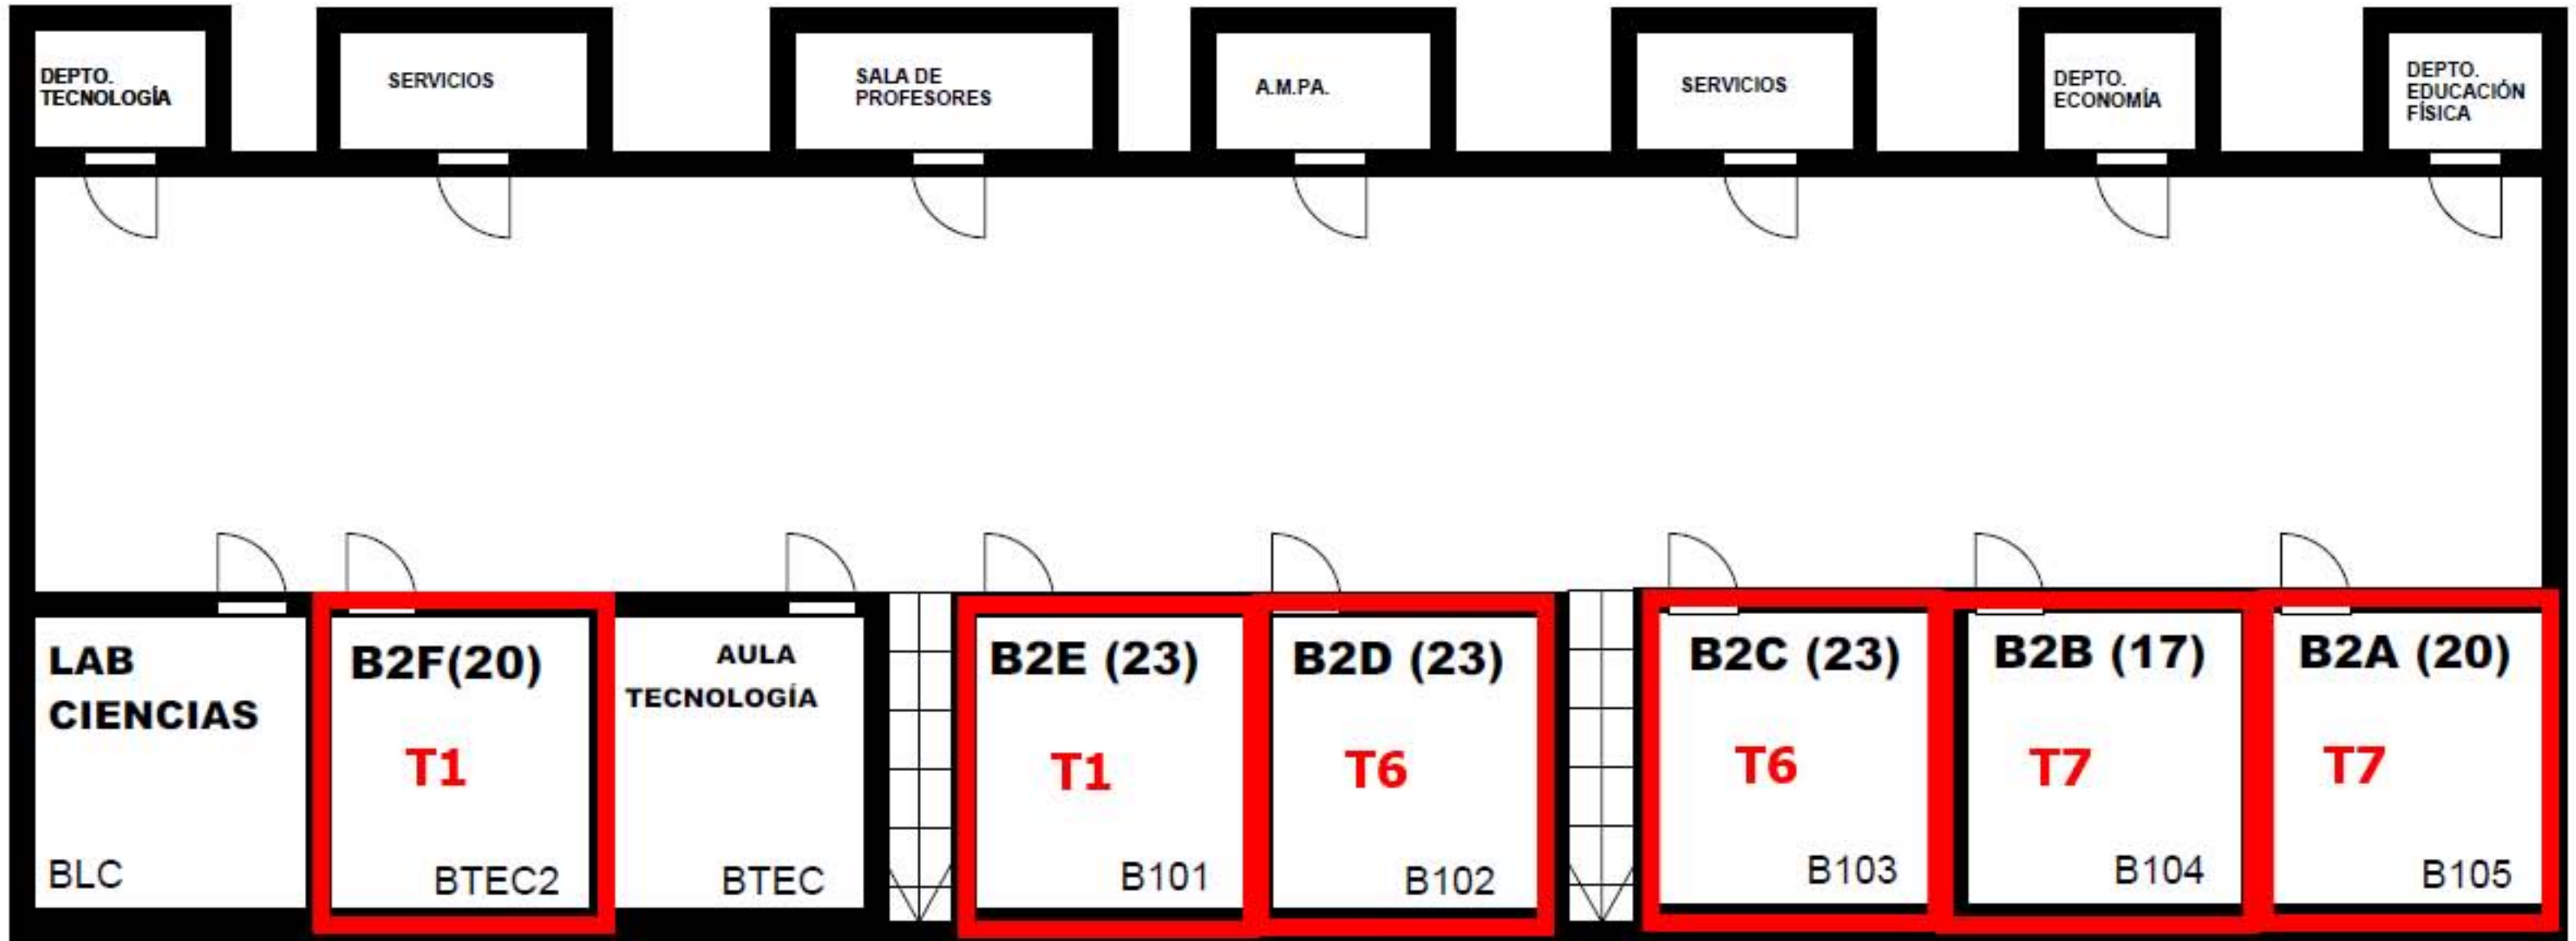 DEPTO.
TECNOLOGÍA
SERVICIOS
SALA DE
PROFESORES
A.M.PA.
SERVICIOS
DEPTO.
ECONOMÍA
DEPTO.
EDUCACIÓN
FÍSICA
LAB
CIENCIAS
BLC
B2F(20)
T1
BTEC2
AULA
TECNOLOGÍA
BTEC
B2E (23)
T1
B101
B2D (23)
T6
B102
B2C (23)
T6
B103
B2B (17)
T7
B104
B2A (20)
T7
B105